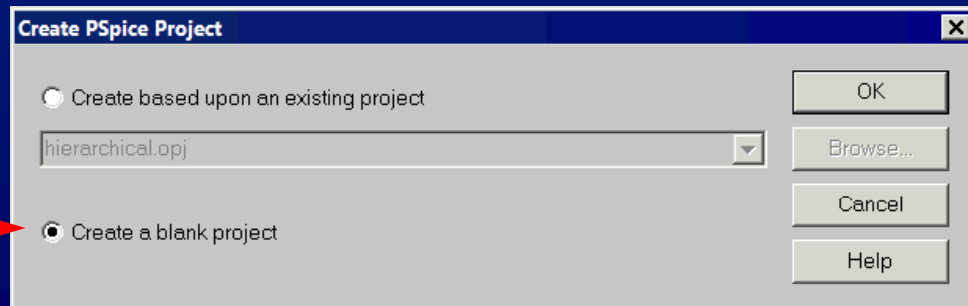 Create PSpice Project
Create based upon an existing project
OK
hierarchical.opj
Browse...
Cancel
Create a blank project
Help